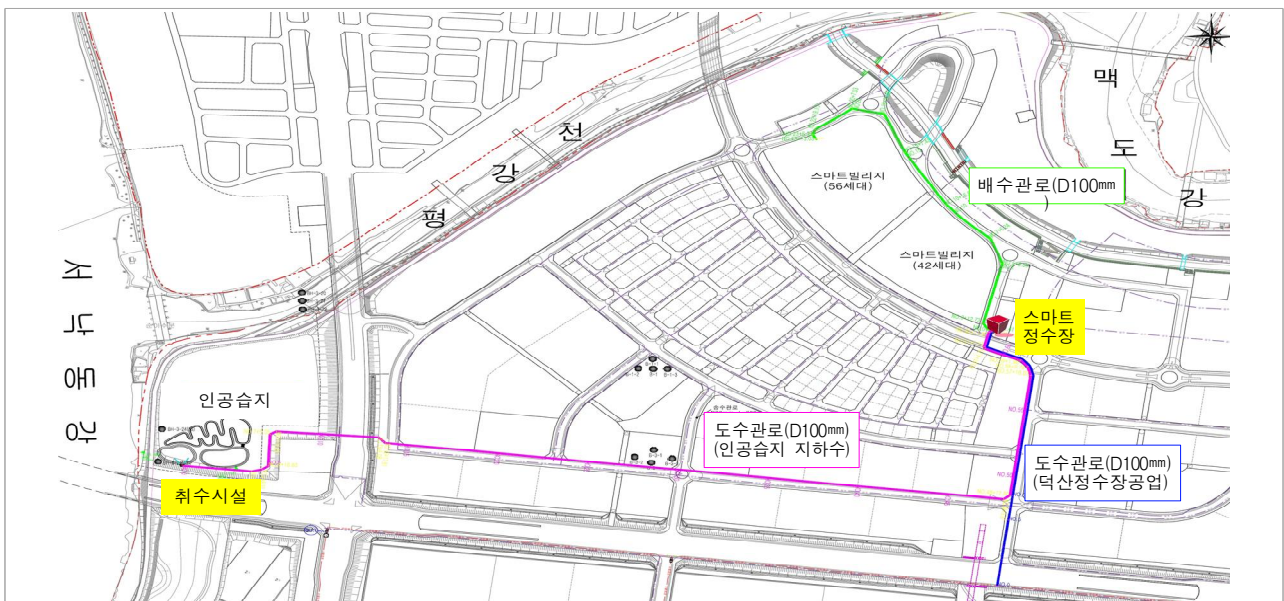 맥
도
강
천
강
평
스마트빌리지
(56세대)
배수관로(D100㎜
)
스마트빌리지
(42세대)
서
낙
동
강
스마트
정수장
인공습지
도수관로(D100㎜)
(인공습지 지하수)
도수관로(D100㎜)
(덕산정수장공업)
취수시설